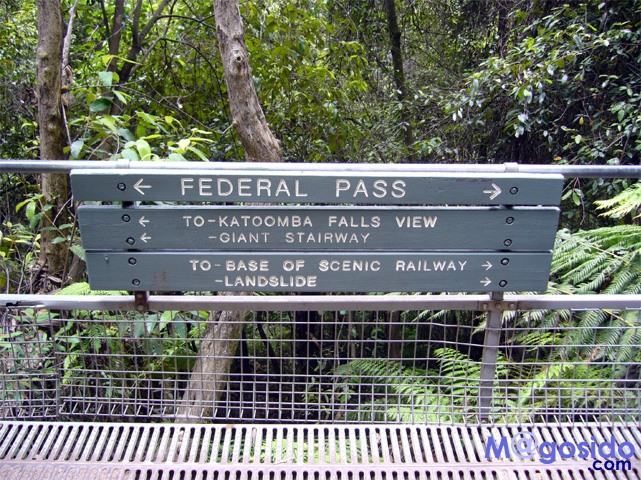 ← FEDERAL PASS →
← TO-KATOOMBA FALLS VIEW
← -GIANT STAIRWAY
TO-BASE OF SCENIC RAILWAY →
-LANDSLIDE →
M@gosido
.com